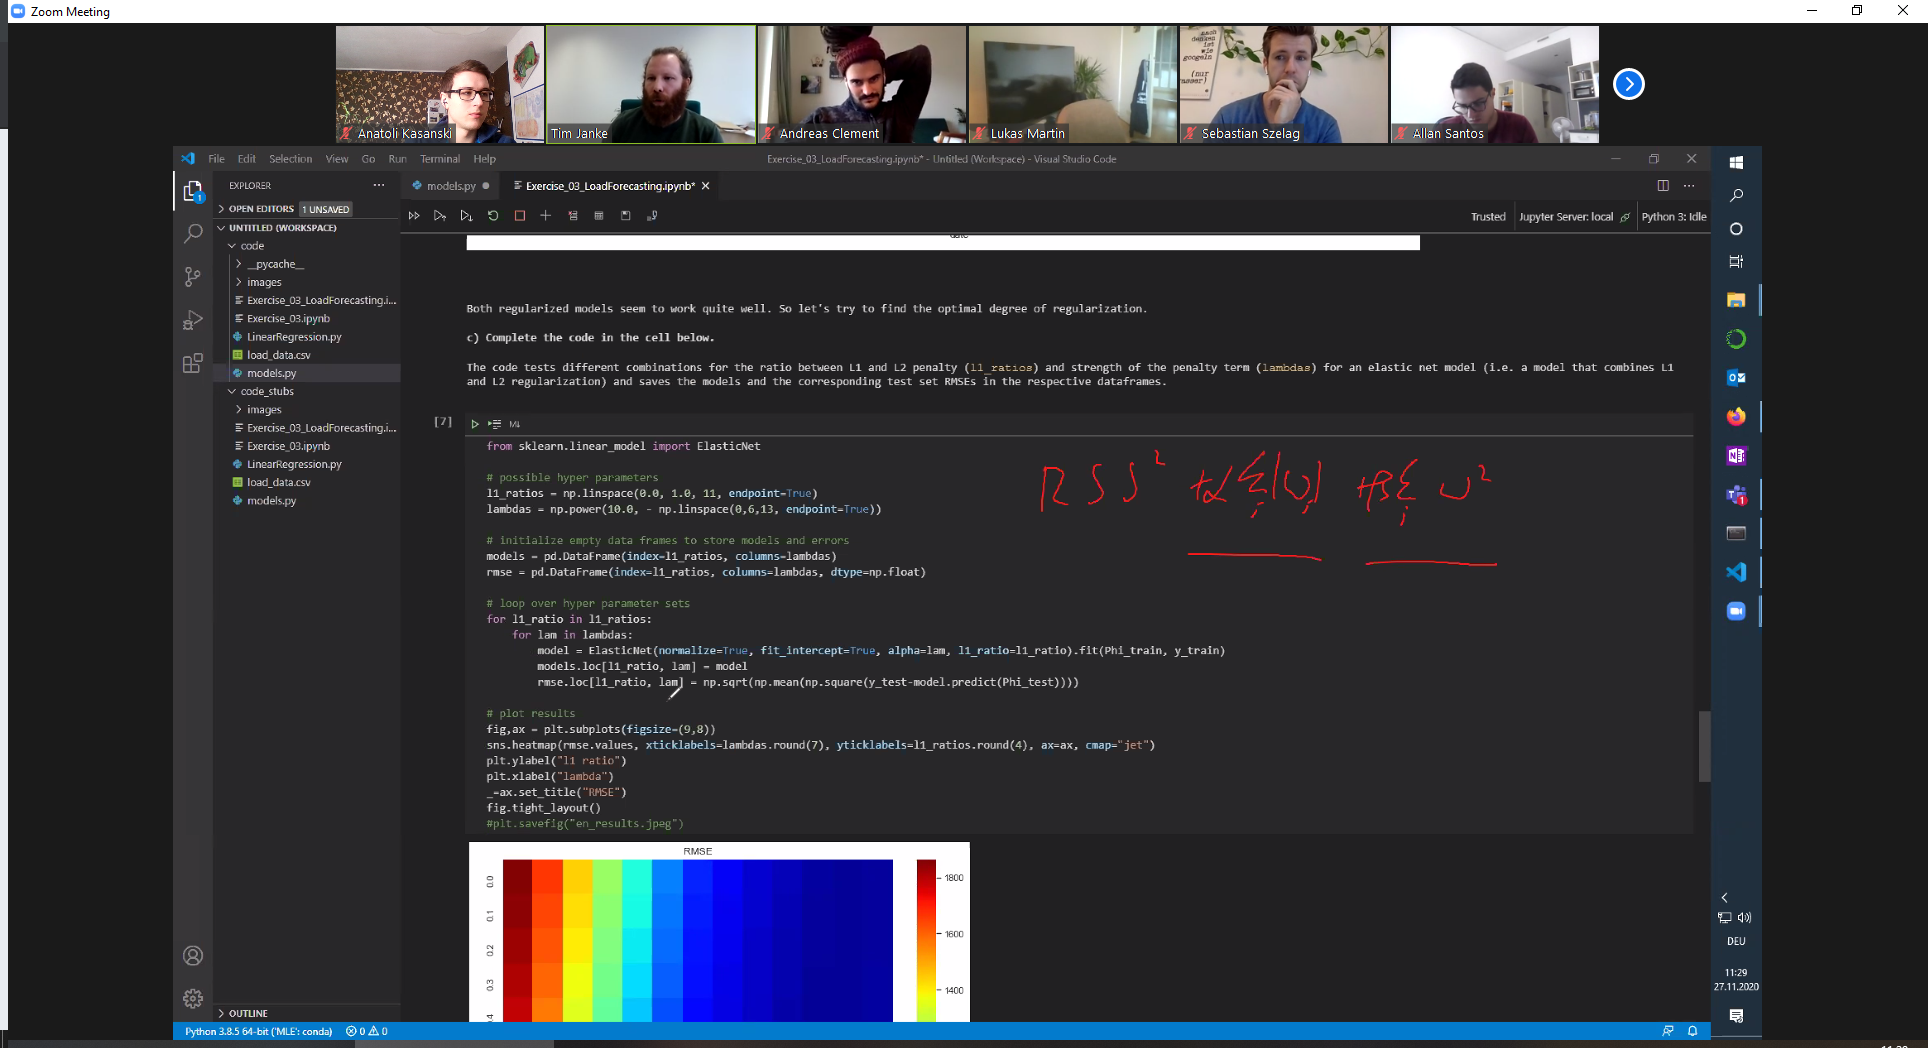 Zoom Meeting
nach
denken
ist
wie
googeln
(nur
krasser)
Anatoli Kasanski
Tim Janke
Andreas Clement
Lukas Martin
Sebastian Szelag
Allan Santos
File Edit Selection View Go Run Terminal Help
Exercise_03_LoadForecasting.ipynb* - Untitled (Workspace) - Visual Studio Code
EXPLORER
OPEN EDITORS 1 UNSAVED
UNTITLED (WORKSPACE)
code
__pycache__
images
Exercise_03_LoadForecasting.i...
Exercise_03.ipynb
LinearRegression.py
load_data.csv
models.py
code_stubs
images
Exercise_03_LoadForecasting.i...
Exercise_03.ipynb
LinearRegression.py
load_data.csv
models.py
OUTLINE
models.py
Exercise_03_LoadForecasting.ipynb*
Trusted
Jupyter Server: local
Python 3: Idle
date
Both regularized models seem to work quite well. So let's try to find the optimal degree of regularization.
c) Complete the code in the cell below.
The code tests different combinations for the ratio between L1 and L2 penalty (l1_ratios) and strength of the penalty term (lambdas) for an elastic net model (i.e. a model that combines L1
and L2 regularization) and saves the models and the corresponding test set RMSEs in the respective dataframes.
[7]
M↓
from sklearn.linear_model import ElasticNet
# possible hyper parameters
l1_ratios = np.linspace(0.0, 1.0, 11, endpoint=True)
lambdas = np.power(10.0, - np.linspace(0,6,13, endpoint=True))
# initialize empty data frames to store models and errors
models = pd.DataFrame(index=l1_ratios, columns=lambdas)
rmse = pd.DataFrame(index=l1_ratios, columns=lambdas, dtype=np.float)
# loop over hyper parameter sets
for l1_ratio in l1_ratios:
for lam in lambdas:
model = ElasticNet(normalize=True, fit_intercept=True, alpha=lam, l1_ratio=l1_ratio).fit(Phi_train, y_train)
models.loc[l1_ratio, lam] = model
rmse.loc[l1_ratio, lam] = np.sqrt(np.mean(np.square(y_test-model.predict(Phi_test))))
# plot results
fig,ax = plt.subplots(figsize=(9,8))
sns.heatmap(rmse.values, xticklabels=lambdas.round(7), yticklabels=l1_ratios.round(4), ax=ax, cmap="jet")
plt.ylabel("l1 ratio")
plt.xlabel("lambda")
_=ax.set_title("RMSE")
fig.tight_layout()
#plt.savefig("en_results.jpeg")
RSS² +α Σ|w| +β Σ w²
RMSE
0.0
0.1
0.2
0.3
0.4
1800
1600
1400
Python 3.8.5 64-bit ('MLE': conda)
0 0
1
1
DEU
11:29
27.11.2020